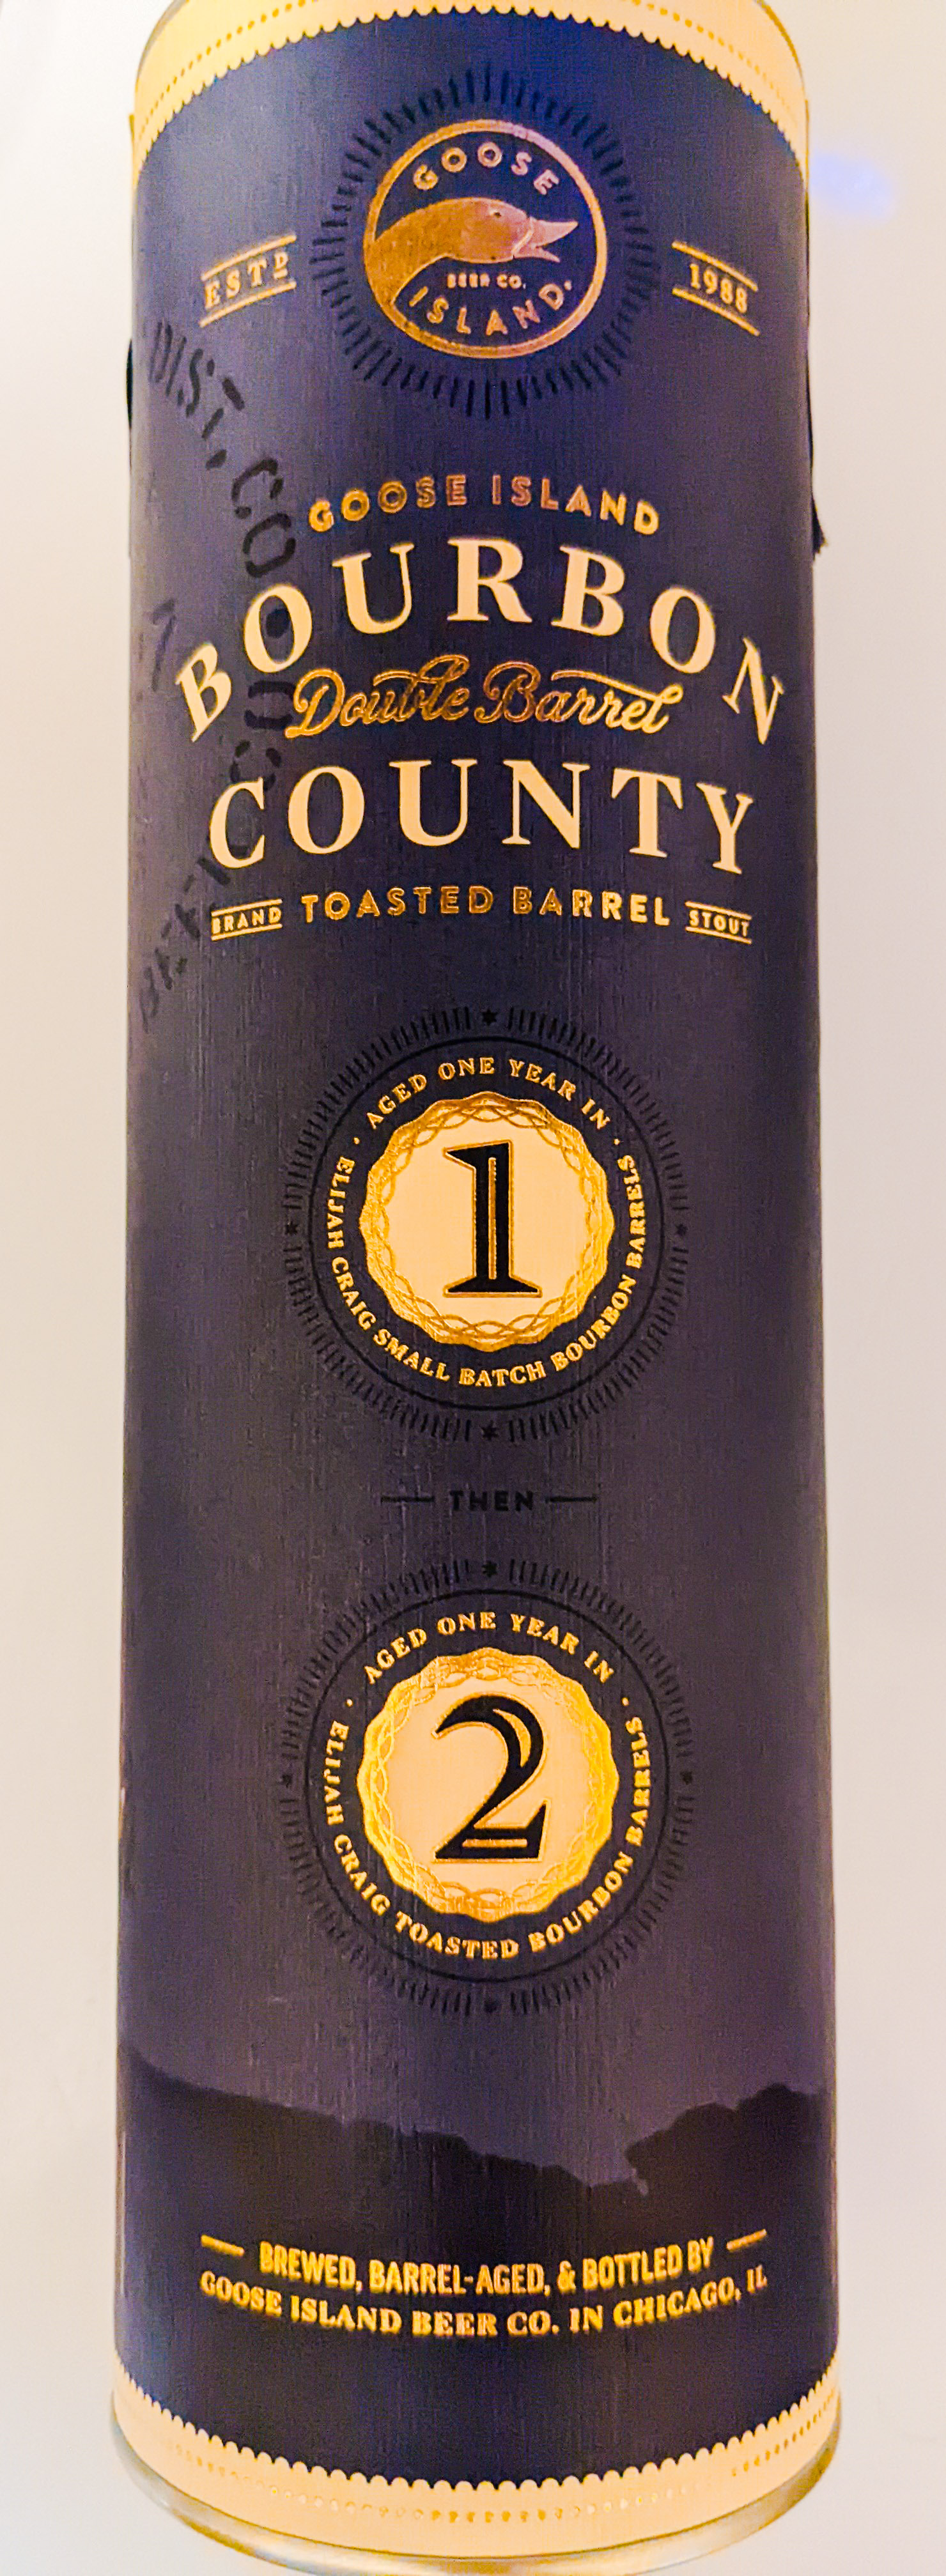 GOOSE
BEER CO.
ISLAND.
ESTD
1988
DIST. CO
GOOSE ISLAND
BOURBON
Double Barrel
COUNTY
BRAND TOASTED BARREL STOUT
· AGED ONE YEAR IN ·
1
ELIJAH CRAIG SMALL BATCH BOURBON BARRELS
THEN
· AGED ONE YEAR IN ·
2
ELIJAH CRAIG TOASTED BOURBON BARRELS
BREWED, BARREL-AGED, & BOTTLED BY
GOOSE ISLAND BEER CO. IN CHICAGO, IL